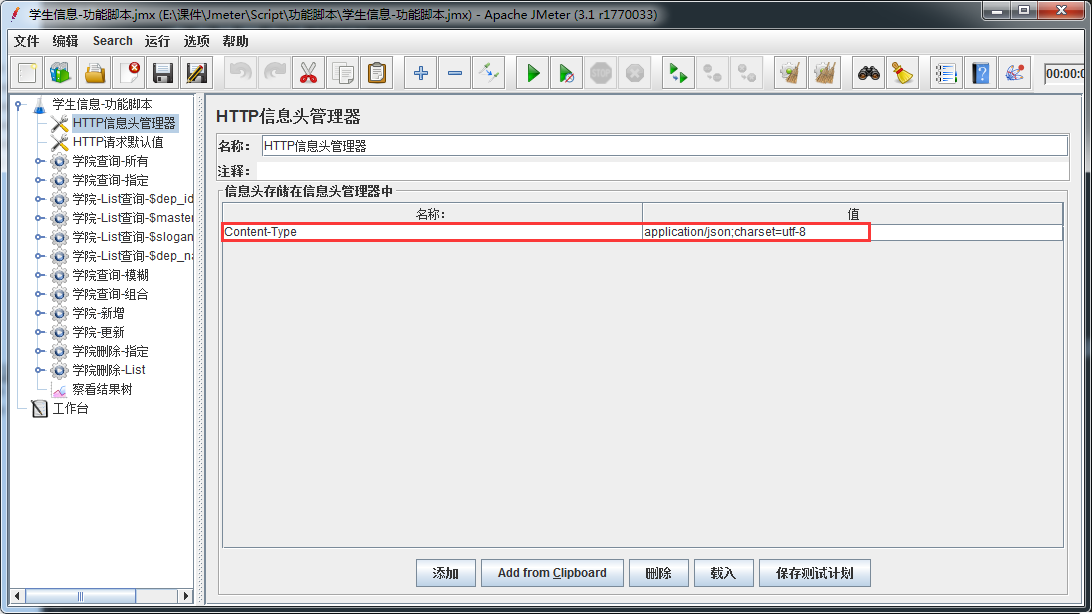 学生信息-功能脚本.jmx (E:\课件\Jmeter\Script\功能脚本\学生信息-功能脚本.jmx) - Apache JMeter (3.1 r1770033)
文件 编辑 Search 运行 选项 帮助
STOP
00:00:0
学生信息-功能脚本
HTTP信息头管理器
HTTP请求默认值
学院查询-所有
学院查询-指定
学院-List查询-$dep_id
学院-List查询-$master
学院-List查询-$slogan
学院-List查询-$dep_na
学院查询-模糊
学院查询-组合
学院-新增
学院-更新
学院删除-指定
学院删除-List
察看结果树
工作台
HTTP信息头管理器
名称: HTTP信息头管理器
注释:
信息头存储在信息头管理器中
名称: 值
Content-Type application/json;charset=utf-8
添加 Add from Clipboard 删除 载入 保存测试计划